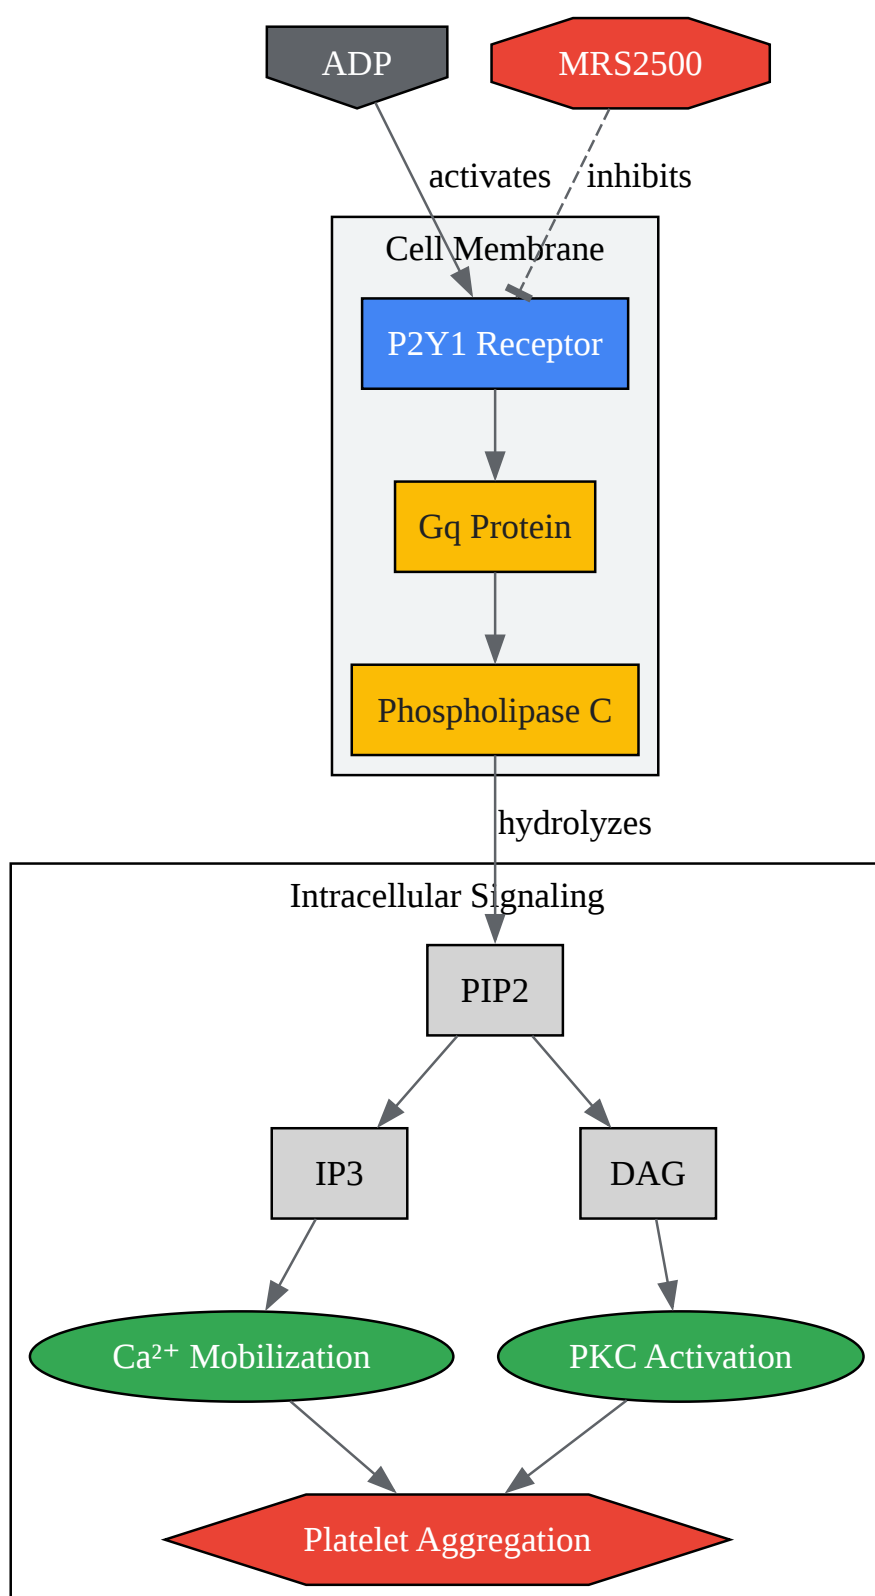 ADP
MRS2500
activates
inhibits
Cell Membrane
P2Y1 Receptor
Gq Protein
Phospholipase C
hydrolyzes
Intracellular Signaling
PIP2
IP3
DAG
Ca²⁺ Mobilization
PKC Activation
Platelet Aggregation